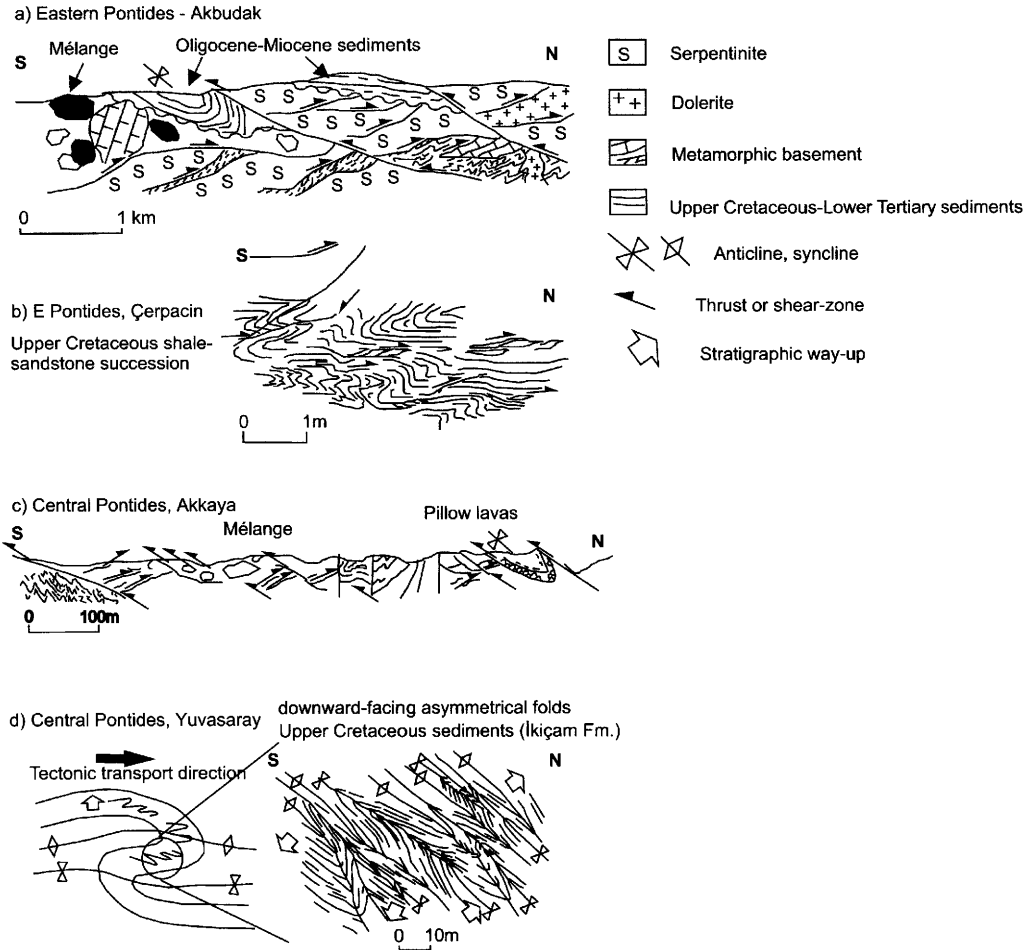 a) Eastern Pontides - Akbudak
Mélange
Oligocene-Miocene sediments
S
N
S S S S
S S S S S S
S S S S S
S S S S S S S S
0 1 km
S
Serpentinite
Dolerite
Metamorphic basement
Upper Cretaceous-Lower Tertiary sediments
Anticline, syncline
Thrust or shear-zone
Stratigraphic way-up
S
N
b) E Pontides, Çerpacin
Upper Cretaceous shale-
sandstone succession
0 1m
c) Central Pontides, Akkaya
S
Mélange
Pillow lavas
N
0 100m
d) Central Pontides, Yuvasaray
downward-facing asymmetrical folds
Upper Cretaceous sediments (İkiçam Fm.)
Tectonic transport direction
S
N
0 10m